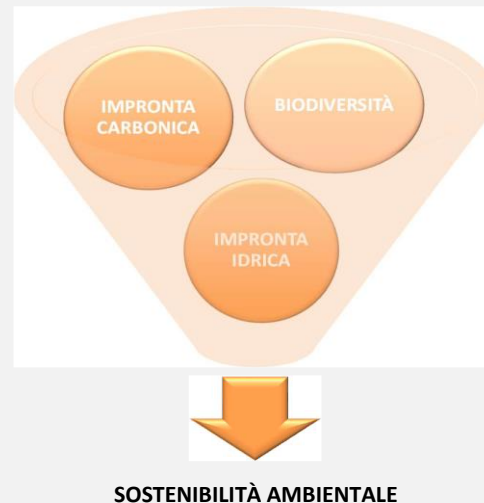 IMPRONTA
CARBONICA
BIODIVERSITÀ
IMPRONTA
IDRICA
SOSTENIBILITÀ AMBIENTALE